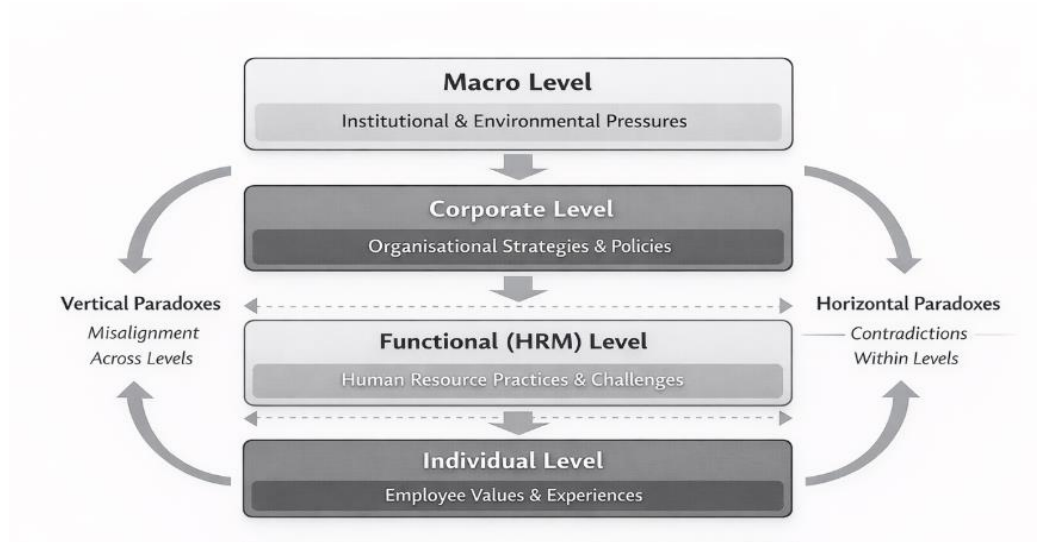 Macro Level
Institutional & Environmental Pressures
Corporate Level
Organisational Strategies & Policies
Vertical Paradoxes
Misalignment
Across Levels
Horizontal Paradoxes
Contradictions
Within Levels
Functional (HRM) Level
Human Resource Practices & Challenges
Individual Level
Employee Values & Experiences